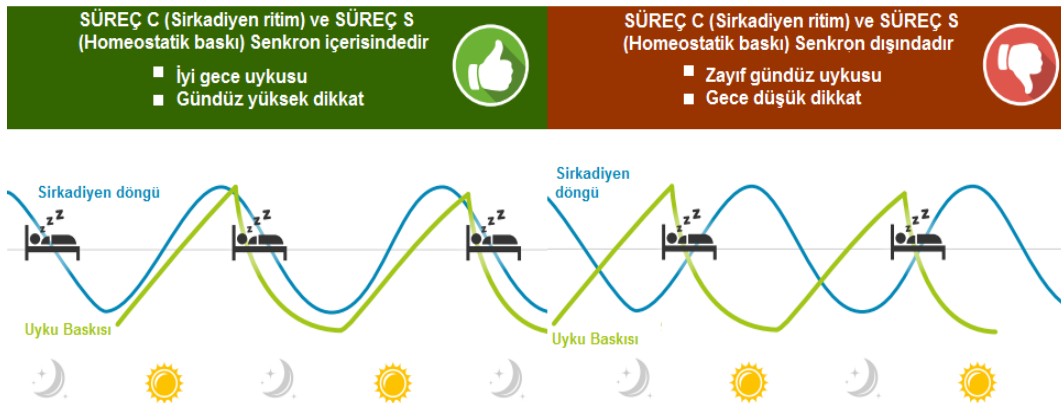 SÜREÇ C (Sirkadiyen ritim) ve SÜREÇ S
(Homeostatik baskı) Senkron içerisindedir
İyi gece uykusu
Gündüz yüksek dikkat
SÜREÇ C (Sirkadiyen ritim) ve SÜREÇ S
(Homeostatik baskı) Senkron dışındadır
Zayıf gündüz uykusu
Gece düşük dikkat
Sirkadiyen döngü
z z z
z z z
z z z
Uyku Baskısı
Sirkadiyen
döngü
z z z
z z z
Uyku Baskısı